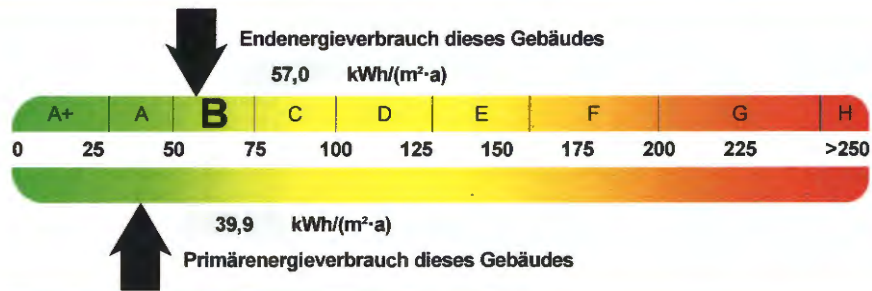 Endenergieverbrauch dieses Gebäudes
57,0 kWh/(m²·a)
A+ A B C D E F G H
0 25 50 75 100 125 150 175 200 225 >250
39,9 kWh/(m²·a)
Primärenergieverbrauch dieses Gebäudes